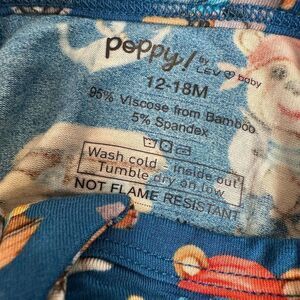 poppy! by
LEV baby
12-18M
95% Viscose from Bamboo
5% Spandex
Wash cold - inside out
Tumble dry on low
NOT FLAME RESISTANT